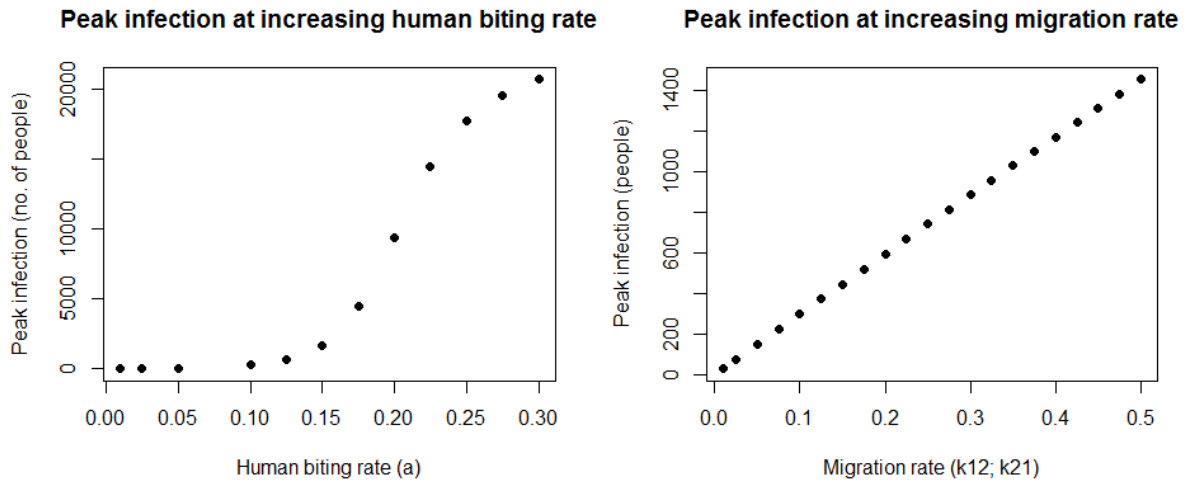 Peak infection at increasing human biting rate
Peak infection (no. of people)
20000
10000
5000
0
0.00 0.05 0.10 0.15 0.20 0.25 0.30
Human biting rate (a)
Peak infection at increasing migration rate
Peak infection (people)
1400
1000
600
200
0
0.0 0.1 0.2 0.3 0.4 0.5
Migration rate (k12; k21)